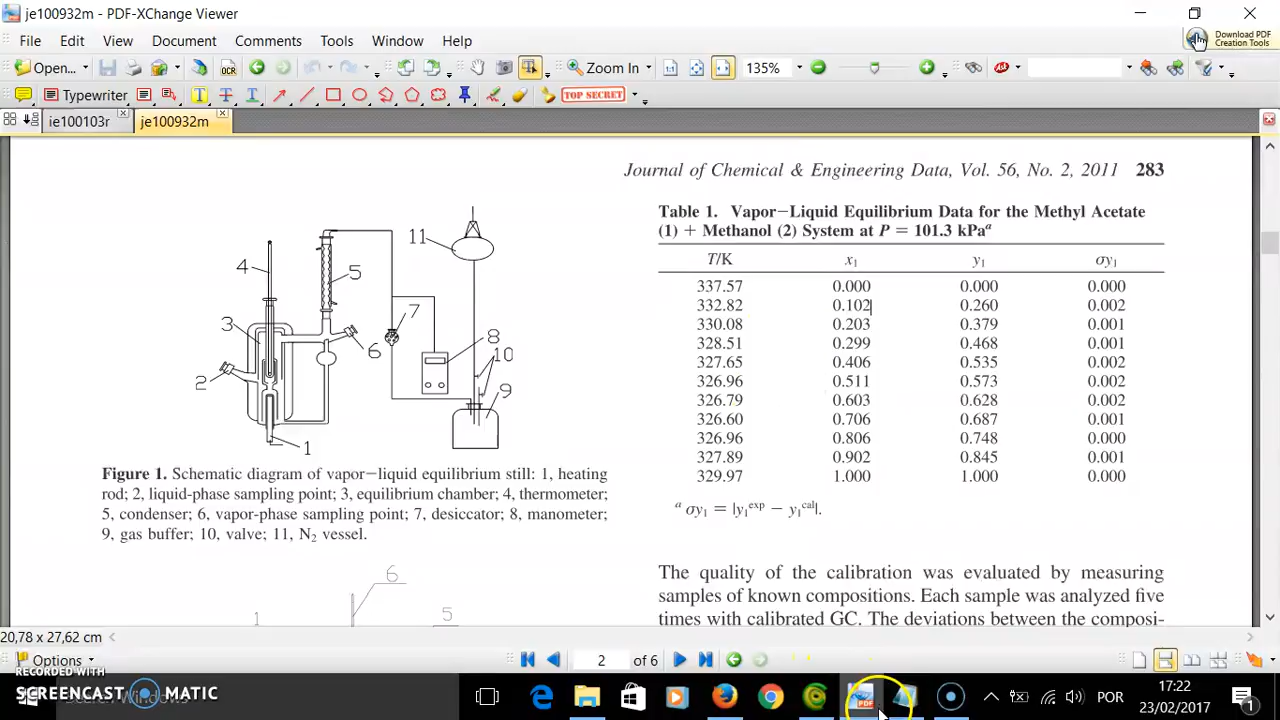 je100932m - PDF-XChange Viewer
File Edit View Document Comments Tools Window Help
Download PDF
Creation Tools
Open... OCR Zoom In 135%
Typewriter T T T TOP SECRET
ie100103r je100932m
Journal of Chemical & Engineering Data, Vol. 56, No. 2, 2011 283
11
4
5
3
7
8
6
10
2
9
1
Figure 1. Schematic diagram of vapor−liquid equilibrium still: 1, heating
rod; 2, liquid-phase sampling point; 3, equilibrium chamber; 4, thermometer;
5, condenser; 6, vapor-phase sampling point; 7, desiccator; 8, manometer;
9, gas buffer; 10, valve; 11, N2 vessel.
6
1
5
Table 1. Vapor−Liquid Equilibrium Data for the Methyl Acetate
(1) + Methanol (2) System at P = 101.3 kPaa
T/K x1 y1 σy1
337.57 0.000 0.000 0.000
332.82 0.102 0.260 0.002
330.08 0.203 0.379 0.001
328.51 0.299 0.468 0.001
327.65 0.406 0.535 0.002
326.96 0.511 0.573 0.002
326.79 0.603 0.628 0.002
326.60 0.706 0.687 0.001
326.96 0.806 0.748 0.000
327.89 0.902 0.845 0.001
329.97 1.000 1.000 0.000
a σy1 = |y1exp − y1cal|.
The quality of the calibration was evaluated by measuring
samples of known compositions. Each sample was analyzed five
times with calibrated GC. The deviations between the composi-
20,78 x 27,62 cm
Options 2 of 6
RECORDED WITH
SCREENCAST MATIC
PDF
POR
17:22
23/02/2017
1